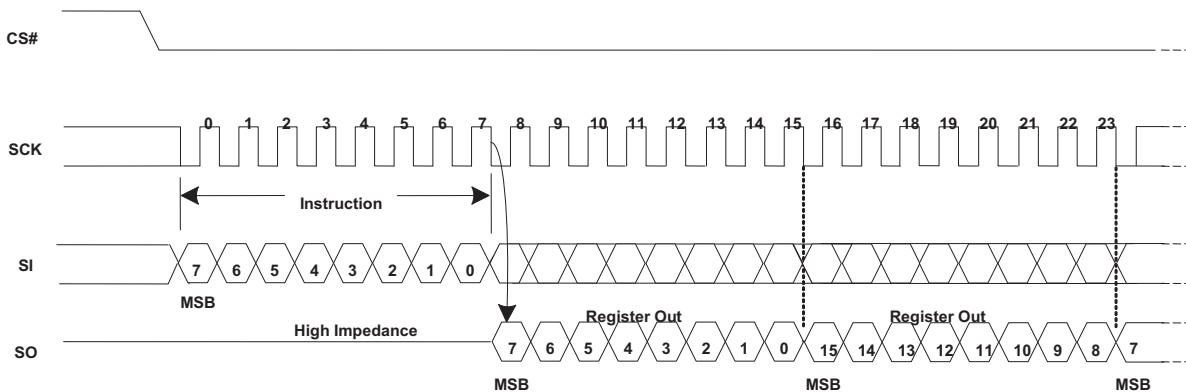 CS#
0 1 2 3 4 5 6 7 8 9 10 11 12 13 14 15 16 17 18 19 20 21 22 23
SCK
Instruction
SI
7 6 5 4 3 2 1 0
MSB
Register Out Register Out
High Impedance
SO
7 6 5 4 3 2 1 0 15 14 13 12 11 10 9 8 7
MSB MSB MSB